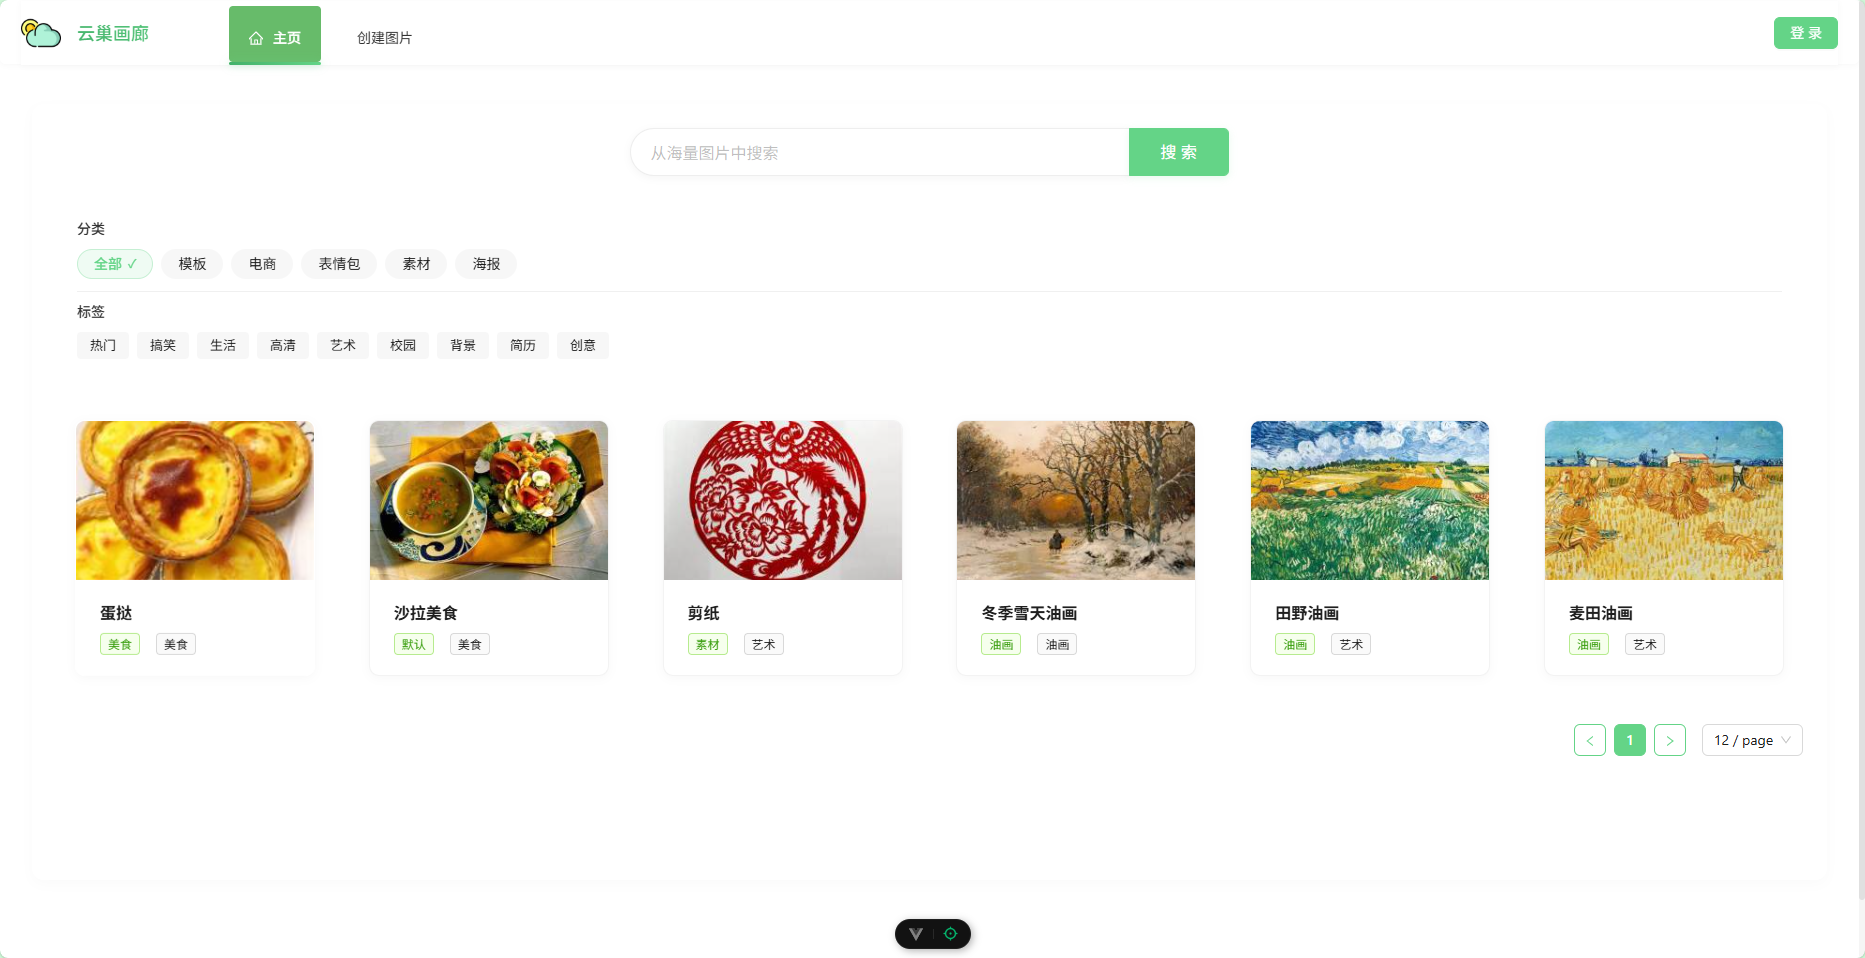 云巢画廊
主页
创建图片
登 录
从海量图片中搜索
搜 索
分类
全部 ✓
模板
电商
表情包
素材
海报
标签
热门
搞笑
生活
高清
艺术
校园
背景
简历
创意
蛋挞
美食
美食
沙拉美食
默认
美食
剪纸
素材
艺术
冬季雪天油画
油画
油画
田野油画
油画
艺术
麦田油画
油画
艺术
<
1
>
12 / page